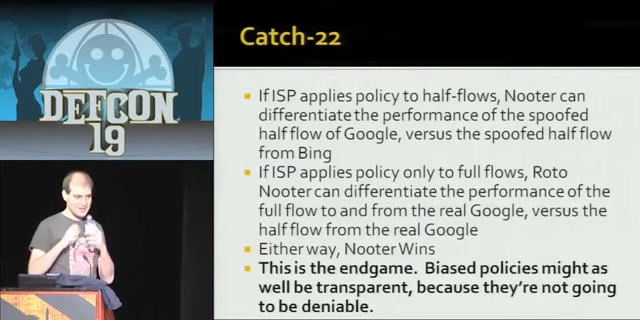 DEFCON
19
Catch-22
If ISP applies policy to half-flows, Nooter can
differentiate the performance of the spoofed
half flow of Google, versus the spoofed half flow
from Bing
If ISP applies policy only to full flows, Roto
Nooter can differentiate the performance of the
full flow to and from the real Google, versus the
half flow from the real Google
Either way, Nooter Wins
This is the endgame. Biased policies might as
well be transparent, because they're not going
to be deniable.